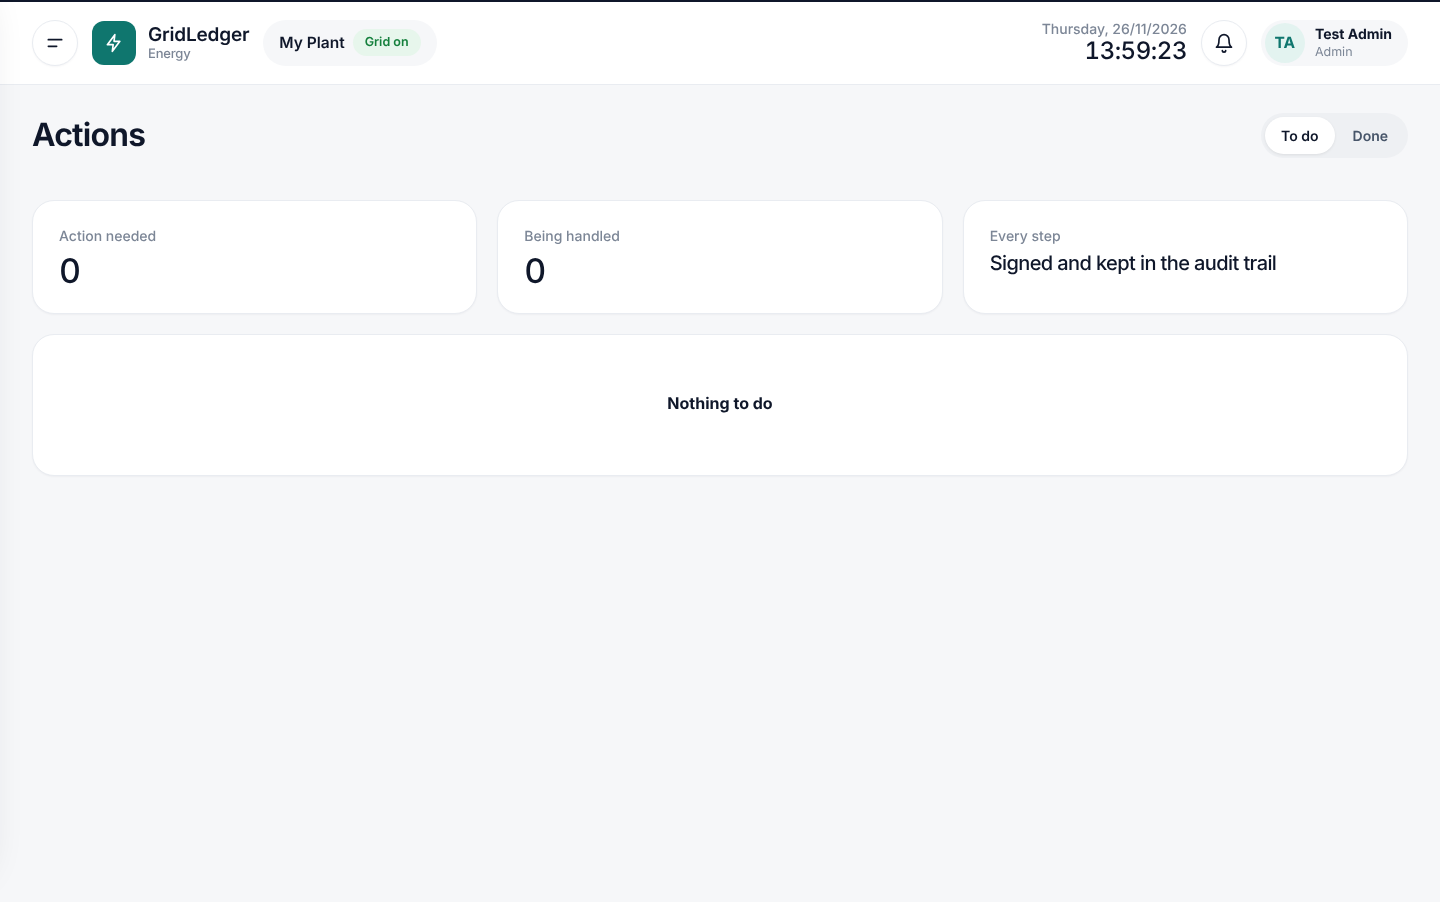 GridLedger
Energy
My Plant
Grid on
Thursday, 26/11/2026
13:59:23
TA
Test Admin
Admin
Actions
To do
Done
Action needed
0
Being handled
0
Every step
Signed and kept in the audit trail
Nothing to do